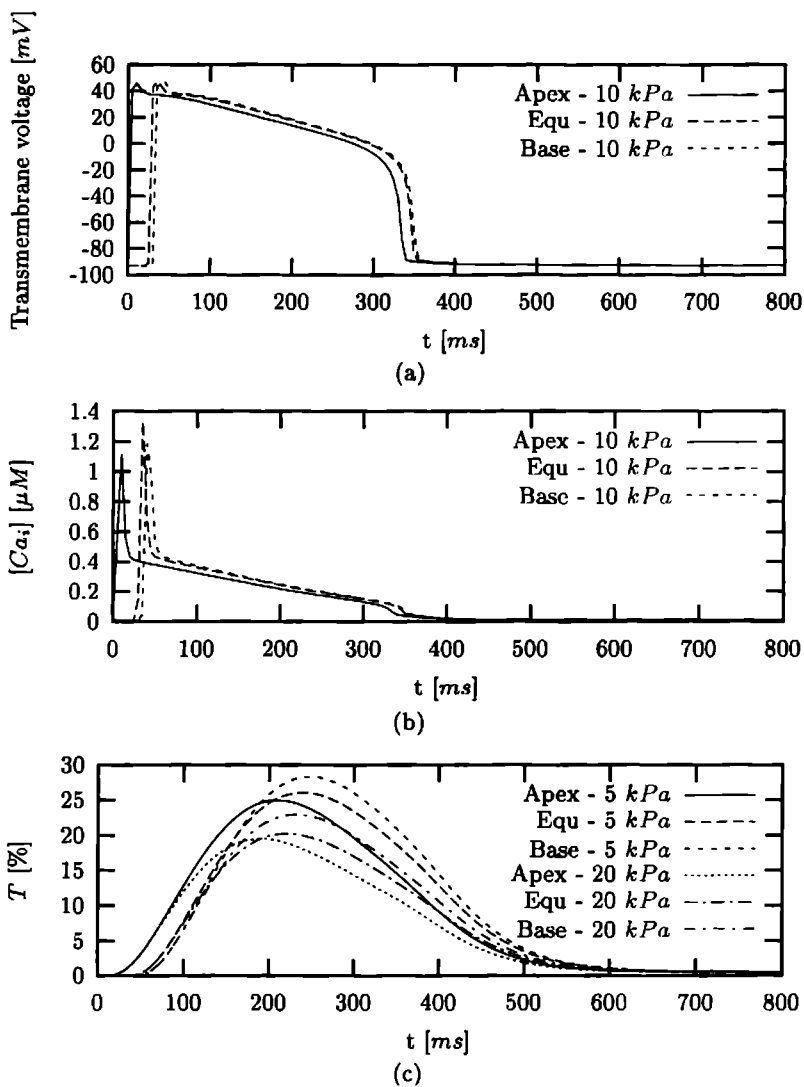 Transmembrane voltage [mV]
60
40
20
0
-20
-40
-60
-80
-100
Apex - 10 kPa
Equ - 10 kPa
Base - 10 kPa
0 100 200 300 400 500 600 700 800
t [ms]
(a)
[Ca_i] [μM]
1.4
1.2
1
0.8
0.6
0.4
0.2
0
Apex - 10 kPa
Equ - 10 kPa
Base - 10 kPa
0 100 200 300 400 500 600 700 800
t [ms]
(b)
T [%]
30
25
20
15
10
5
0
Apex - 5 kPa
Equ - 5 kPa
Base - 5 kPa
Apex - 20 kPa
Equ - 20 kPa
Base - 20 kPa
0 100 200 300 400 500 600 700 800
t [ms]
(c)